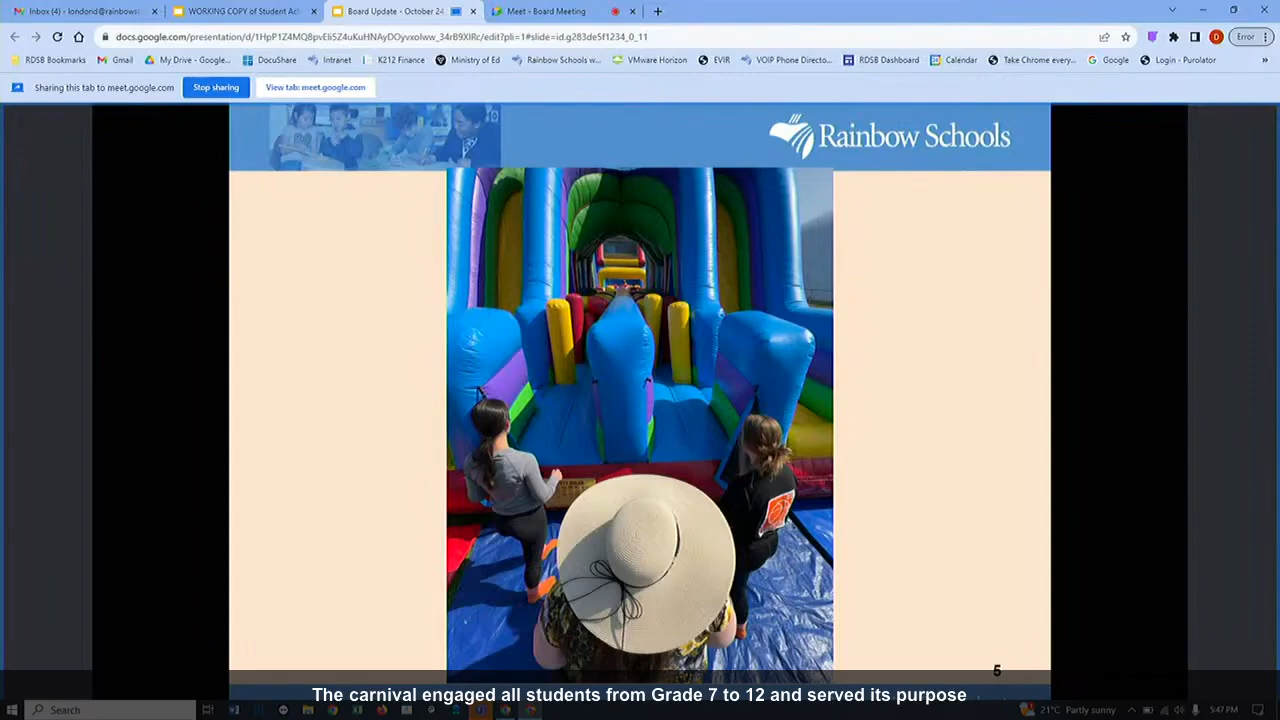 Inbox (4) - londond@rainbows
WORKING COPY of Student Ach
Board Update - October 24
Meet - Board Meeting
docs.google.com/presentation/d/
edit?pli=1#slide=id.g283de5f1234_0_11
Error
RDSB Bookmarks
Gmail
My Drive - Google...
DocuShare
Intranet
K212 Finance
Ministry of Ed
Rainbow Schools w...
VMware Horizon
EVIR
VOIP Phone Directo...
RDSB Dashboard
Calendar
Take Chrome every...
Google
Login - Purolator
»
Sharing this tab to meet.google.com
Stop sharing
View tab: meet.google.com
Rainbow Schools
5
The carnival engaged all students from Grade 7 to 12 and served its purpose
Search
21°C Partly sunny
5:47 PM